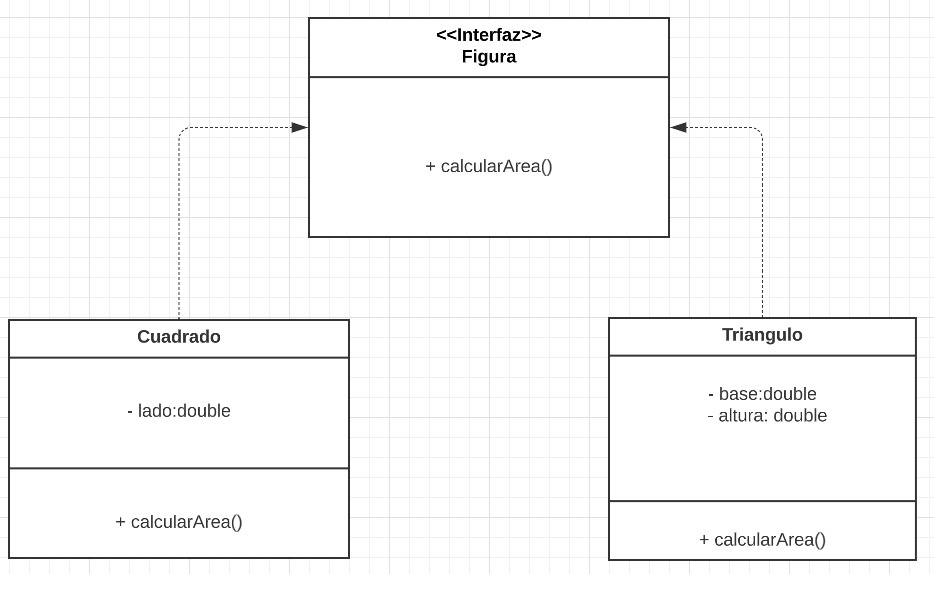 <<Interfaz>>
Figura
+ calcularArea()
Cuadrado
- lado:double
+ calcularArea()
Triangulo
- base:double
- altura: double
+ calcularArea()